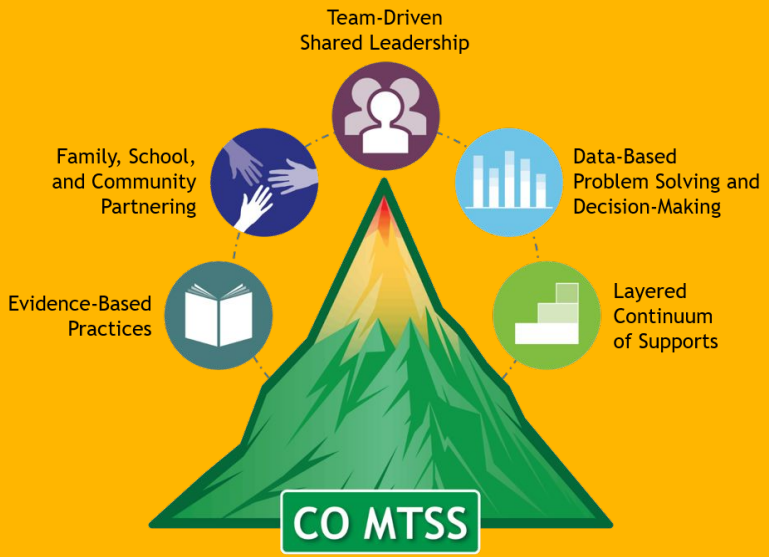 Team-Driven
Shared Leadership
Family, School,
and Community
Partnering
Data-Based
Problem Solving and
Decision-Making
Evidence-Based
Practices
Layered
Continuum
of Supports
CO MTSS